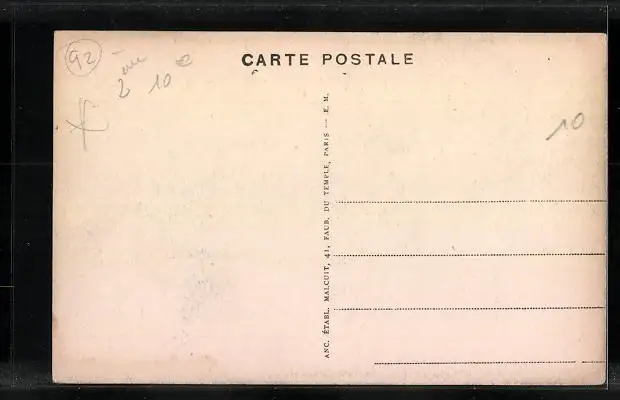 92
2 10 €
CARTE POSTALE
10
ANC. ÉTABL. MALCUIT, 41, FAUB. DU TEMPLE, PARIS — E. M.